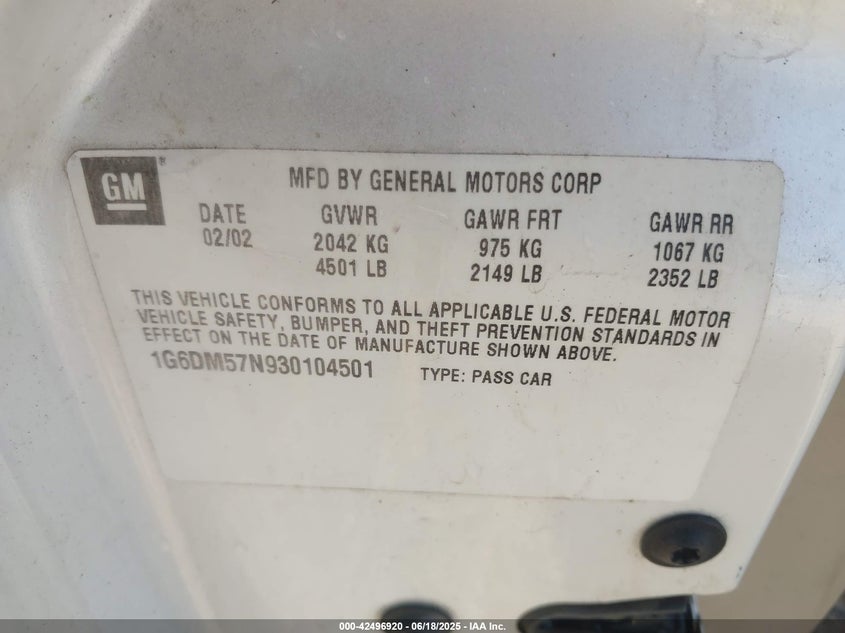 GM ®
MFD BY GENERAL MOTORS CORP
DATE GVWR GAWR FRT GAWR RR
02/02 2042 KG 975 KG 1067 KG
4501 LB 2149 LB 2352 LB
THIS VEHICLE CONFORMS TO ALL APPLICABLE U.S. FEDERAL MOTOR
VEHICLE SAFETY, BUMPER, AND THEFT PREVENTION STANDARDS IN
EFFECT ON THE DATE OF MANUFACTURE SHOWN ABOVE.
1G6DM57N930104501 TYPE: PASS CAR
000-42496920 - 06/18/2025 - IAA Inc.